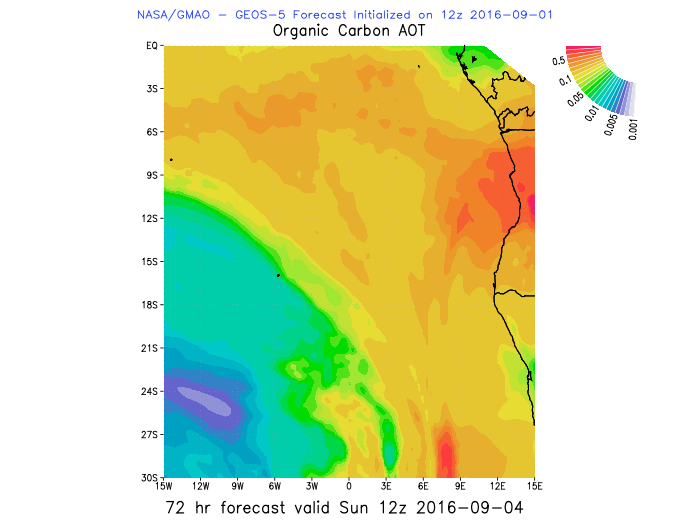 NASA/GMAO - GEOS-5 Forecast Initialized on 12z 2016-09-01
Organic Carbon AOT
EQ
3S
6S
9S
12S
15S
18S
21S
24S
27S
30S
15W 12W 9W 6W 3W 0 3E 6E 9E 12E 15E
0.5
0.1
0.05
0.01
0.005
0.001
72 hr forecast valid Sun 12z 2016-09-04